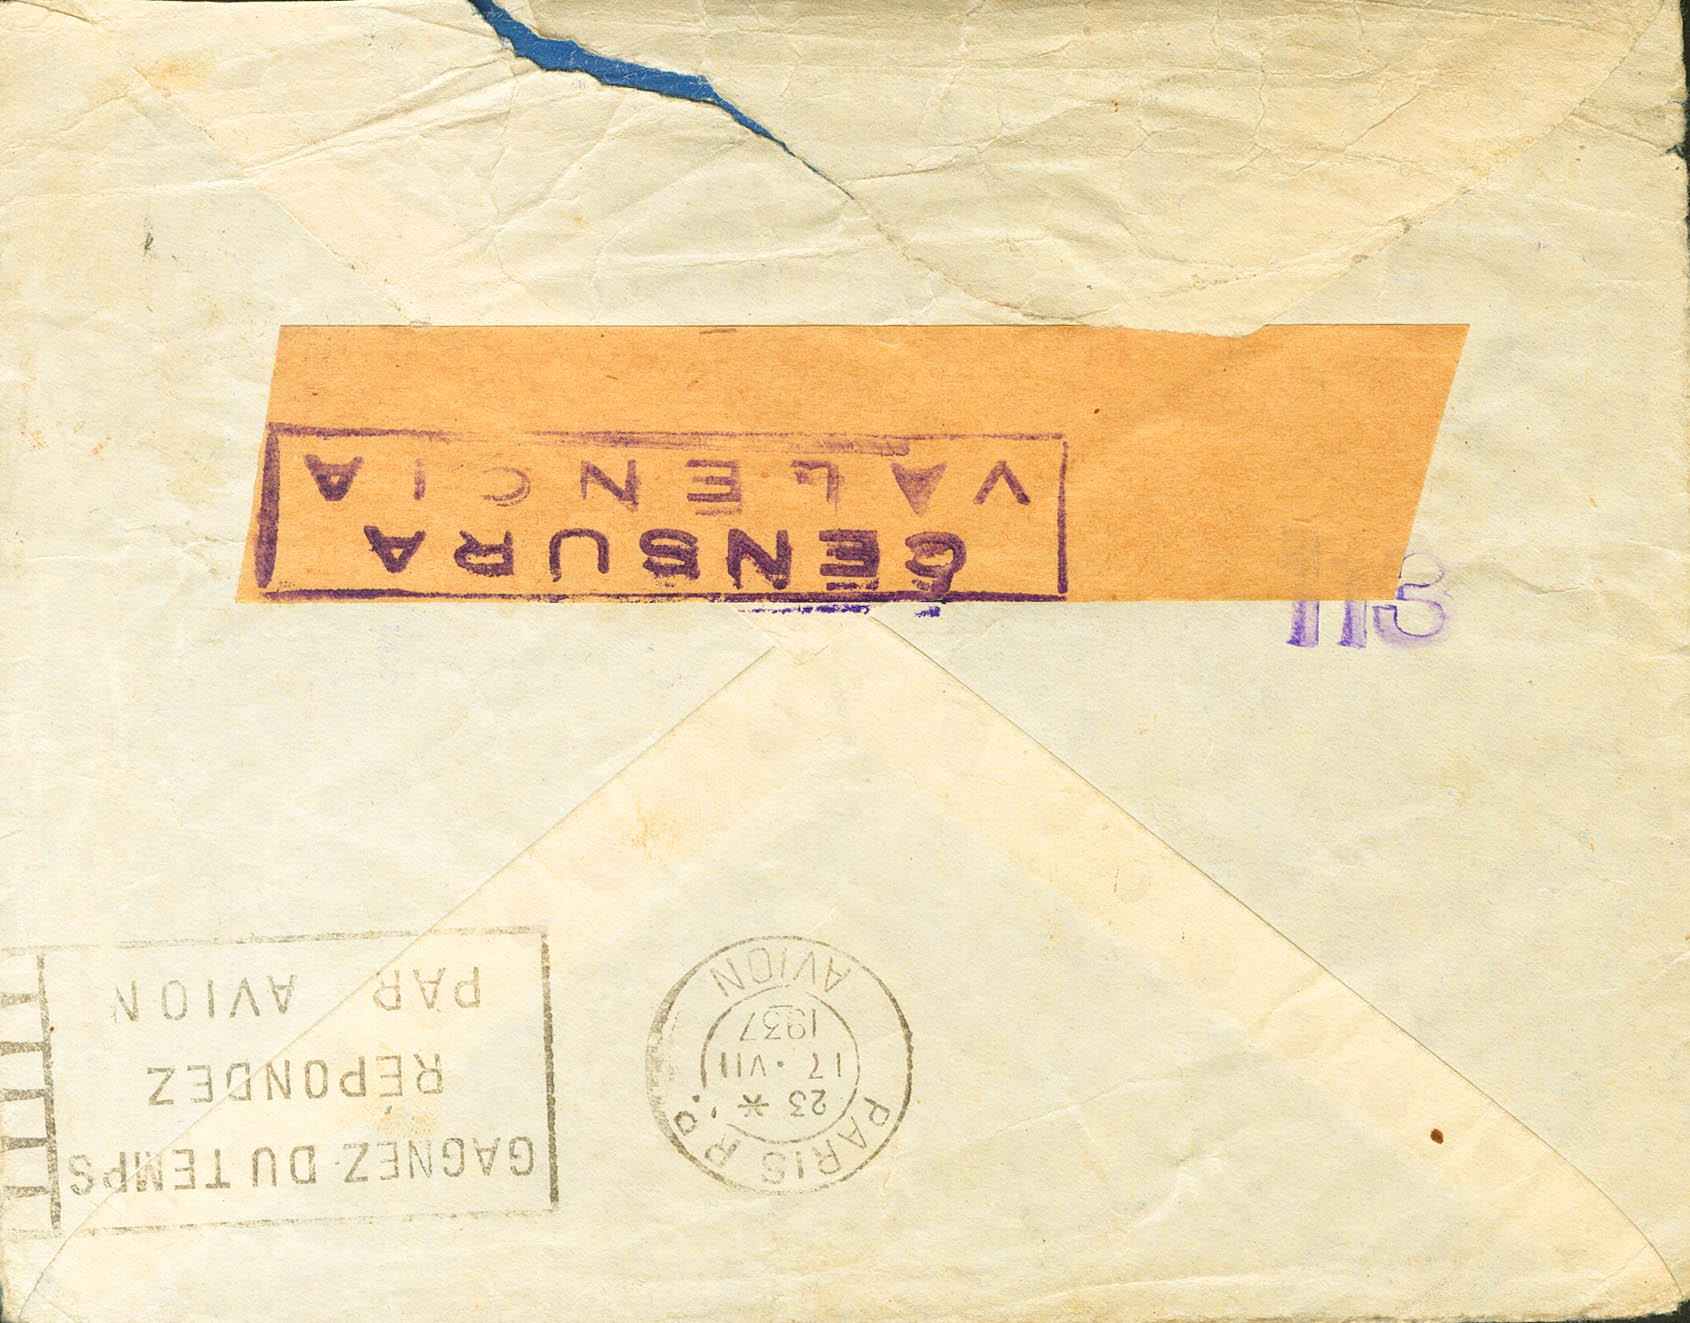 CENSURA
VALENCIA
113
GAGNEZ DU TEMPS
RÉPONDEZ
PAR AVION
PARIS R.P.
23 *
17 · VII
1937
AVION